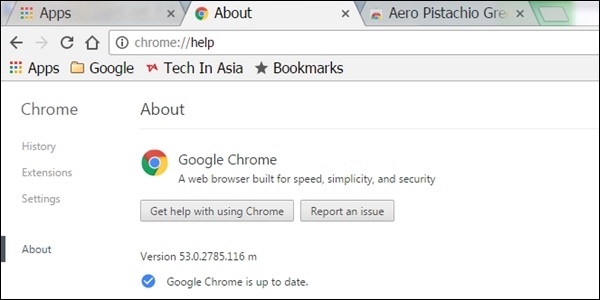 Apps About Aero Pistachio Gre
chrome://help
Apps Google Tech In Asia Bookmarks
Chrome About
History
Google Chrome
A web browser built for speed, simplicity, and security
Extensions
Settings
Get help with using Chrome Report an issue
About
Version 53.0.2785.116 m
Google Chrome is up to date.